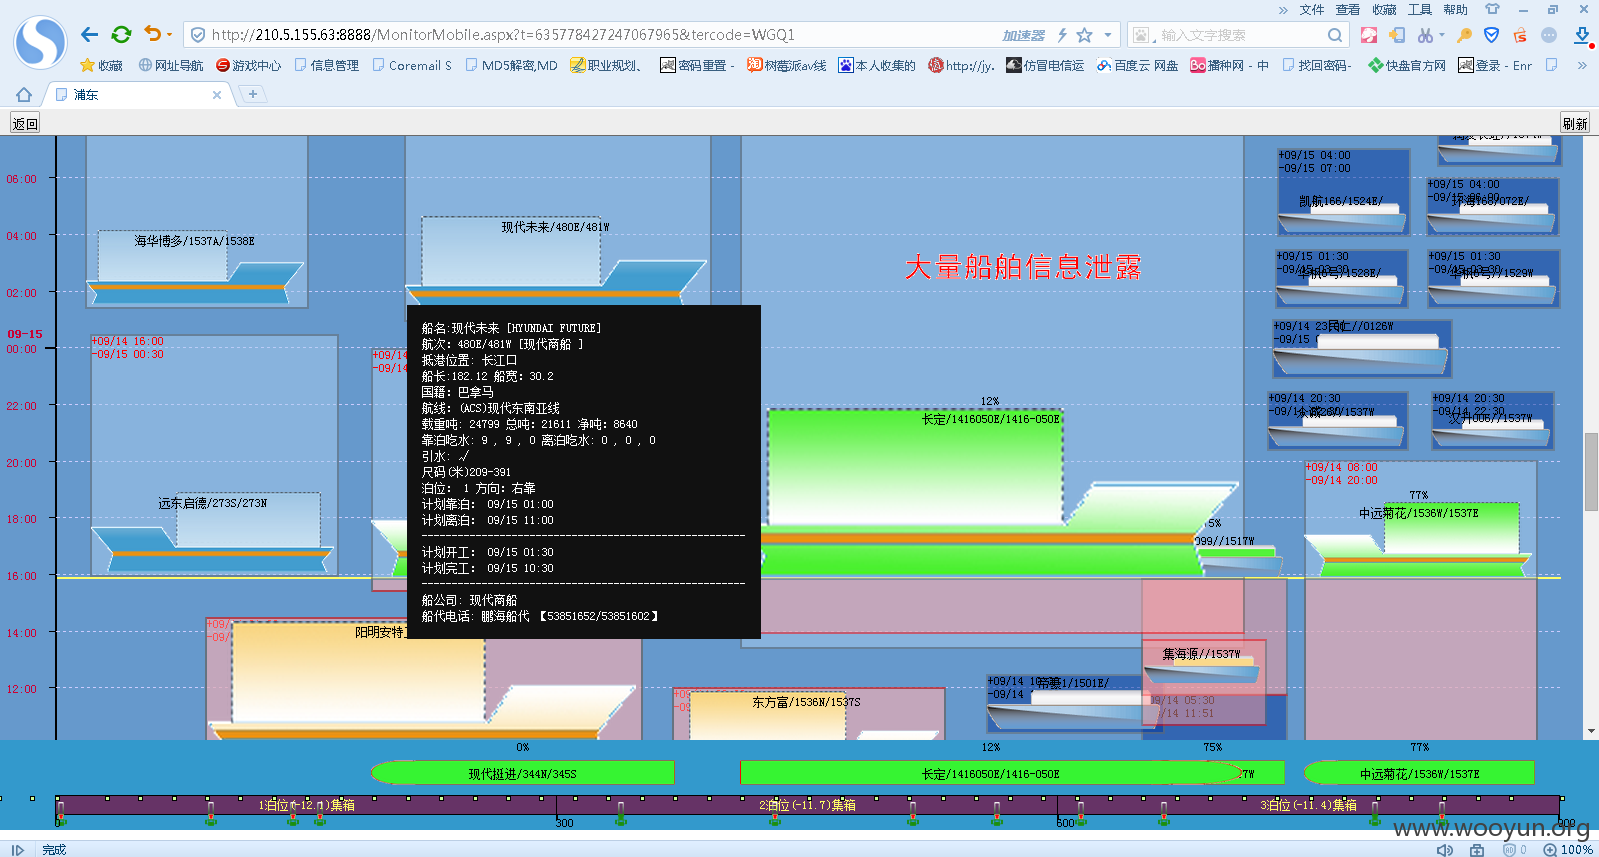 文件 查看 收藏 工具 帮助
http://210.5.155.63:8888/MonitorMobile.aspx?t=635778427247067965&tercode=WGQ1
加速器
输入文字搜索
收藏 网址导航 游戏中心 信息管理 Coremail S MD5解密,MD 职业规划、 密码重置 - 树莓派av线 本人收集的 http://jy. 仿冒电信运 百度云 网盘 播种网 - 中 找回密码- 快盘官方网 登录 - Enr
浦东
返回
刷新
06:00
04:00
02:00
09-15
00:00
22:00
20:00
18:00
16:00
14:00
12:00
海华博多/1537A/1538E
现代未来/480E/481W
大量船舶信息泄露
+09/15 04:00
-09/15 07:00
凯航166/1524E/
+09/15 04:00
-09/15 06:00
环海168/072E/
+09/15 01:30
-09/15 03:30
+09/15 01:30
-09/15 03:30
+09/14 23:00
民仁//0126W
+09/14 20:30
-09/14 22:30
+09/14 20:30
-09/14 22:30
+09/14 16:00
-09/15 00:30
+09/14
-09/14
远东启德/273S/273N
船名:现代未来 [HYUNDAI FUTURE]
航次: 480E/481W [现代商船 ]
抵港位置: 长江口
船长:182.12 船宽: 30.2
国籍: 巴拿马
航线: (ACS)现代东南亚线
载重吨: 24799 总吨: 21611 净吨: 8640
靠泊吃水: 9 , 9 , 0 离泊吃水: 0 , 0 , 0
引水: √
尺码(米)209-391
泊位: 1 方向: 右靠
计划靠泊: 09/15 01:00
计划离泊: 09/15 11:00
计划开工: 09/15 01:30
计划完工: 09/15 10:30
船公司: 现代商船
船代电话: 鹏海船代 【53851652/53851602】
12%
长定/1416050E/1416-050E
5%
099//1517W
+09/14 08:00
-09/14 20:00
77%
中远菊花/1536W/1537E
阳明安特
东方富/1536N/1537S
帝豪1/1501E/
集海源//1537W
09/14 05:30
/14 11:51
0%
12%
75%
77%
现代挺进/344N/345S
长定/1416050E/1416-050E
7W
中远菊花/1536W/1537E
1泊位(-12.1)集箱
2泊位(-11.7)集箱
3泊位(-11.4)集箱
0
300
600
900
www.wooyun.org
完成
0
100%